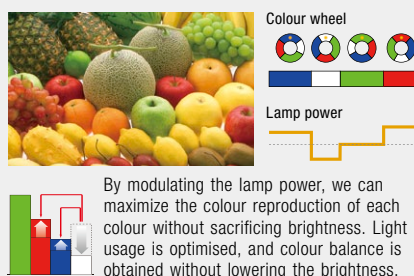 Colour wheel
Lamp power
By modulating the lamp power, we can
maximize the colour reproduction of each
colour without sacrificing brightness. Light
usage is optimised, and colour balance is
obtained without lowering the brightness.